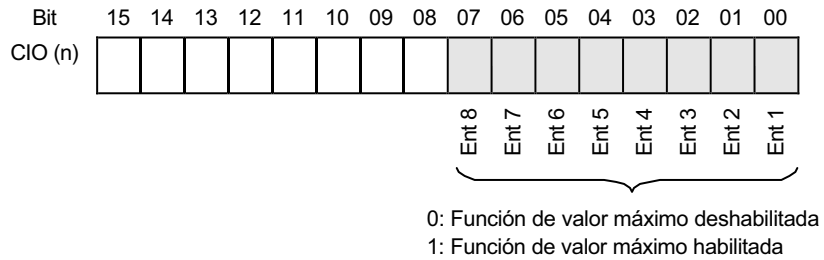 Bit 15 14 13 12 11 10 09 08 07 06 05 04 03 02 01 00
CIO (n)
Ent 8 Ent 7 Ent 6 Ent 5 Ent 4 Ent 3 Ent 2 Ent 1
0: Función de valor máximo deshabilitada
1: Función de valor máximo habilitada